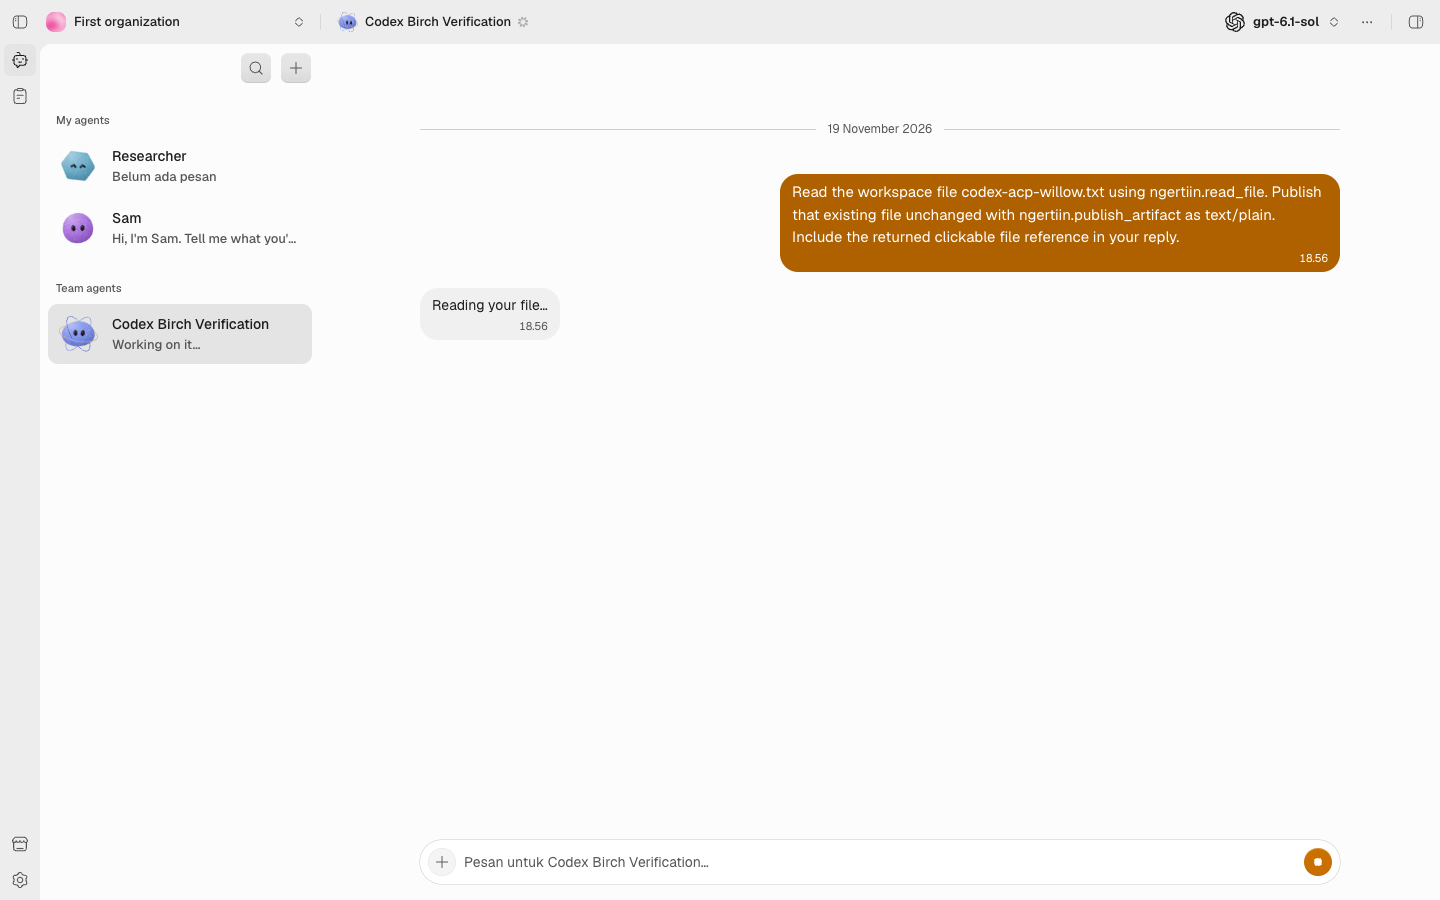 First organization
Codex Birch Verification
gpt-6.1-sol
My agents
Researcher
Belum ada pesan
Sam
Hi, I'm Sam. Tell me what you'...
Team agents
Codex Birch Verification
Working on it...
19 November 2026
Read the workspace file codex-acp-willow.txt using ngertiin.read_file. Publish
that existing file unchanged with ngertiin.publish_artifact as text/plain.
Include the returned clickable file reference in your reply.
18.56
Reading your file...
18.56
Pesan untuk Codex Birch Verification...